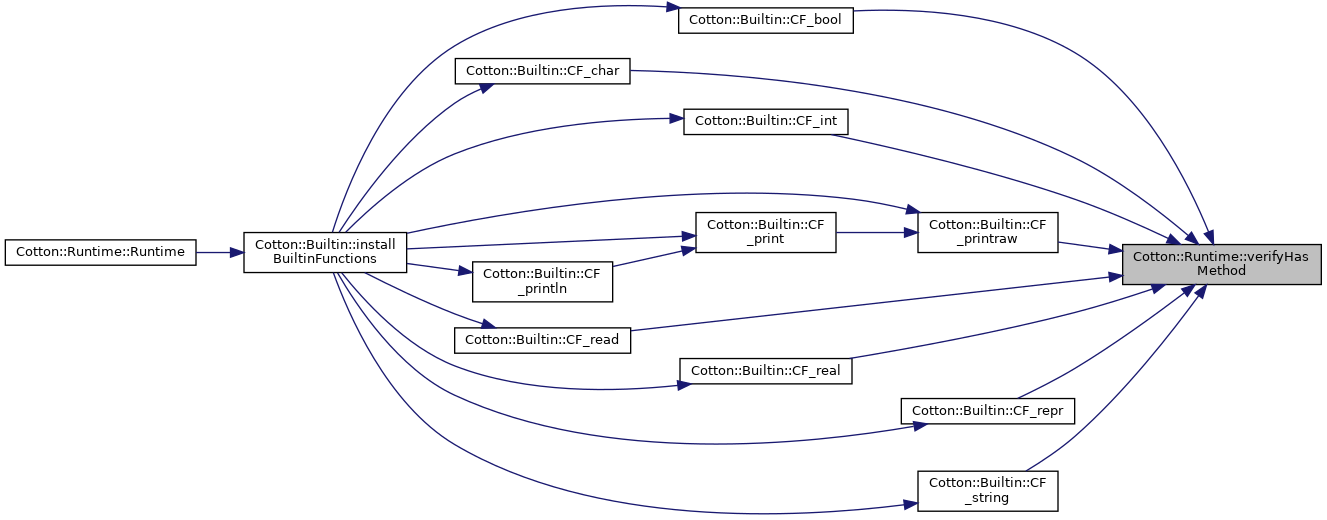 Cotton::Builtin::CF_bool
Cotton::Builtin::CF_char
Cotton::Builtin::CF_int
Cotton::Builtin::CF
_print
Cotton::Builtin::CF
_printraw
Cotton::Runtime::Runtime
Cotton::Builtin::install
BuiltinFunctions
Cotton::Runtime::verifyHas
Method
Cotton::Builtin::CF
_println
Cotton::Builtin::CF_read
Cotton::Builtin::CF_real
Cotton::Builtin::CF_repr
Cotton::Builtin::CF
_string